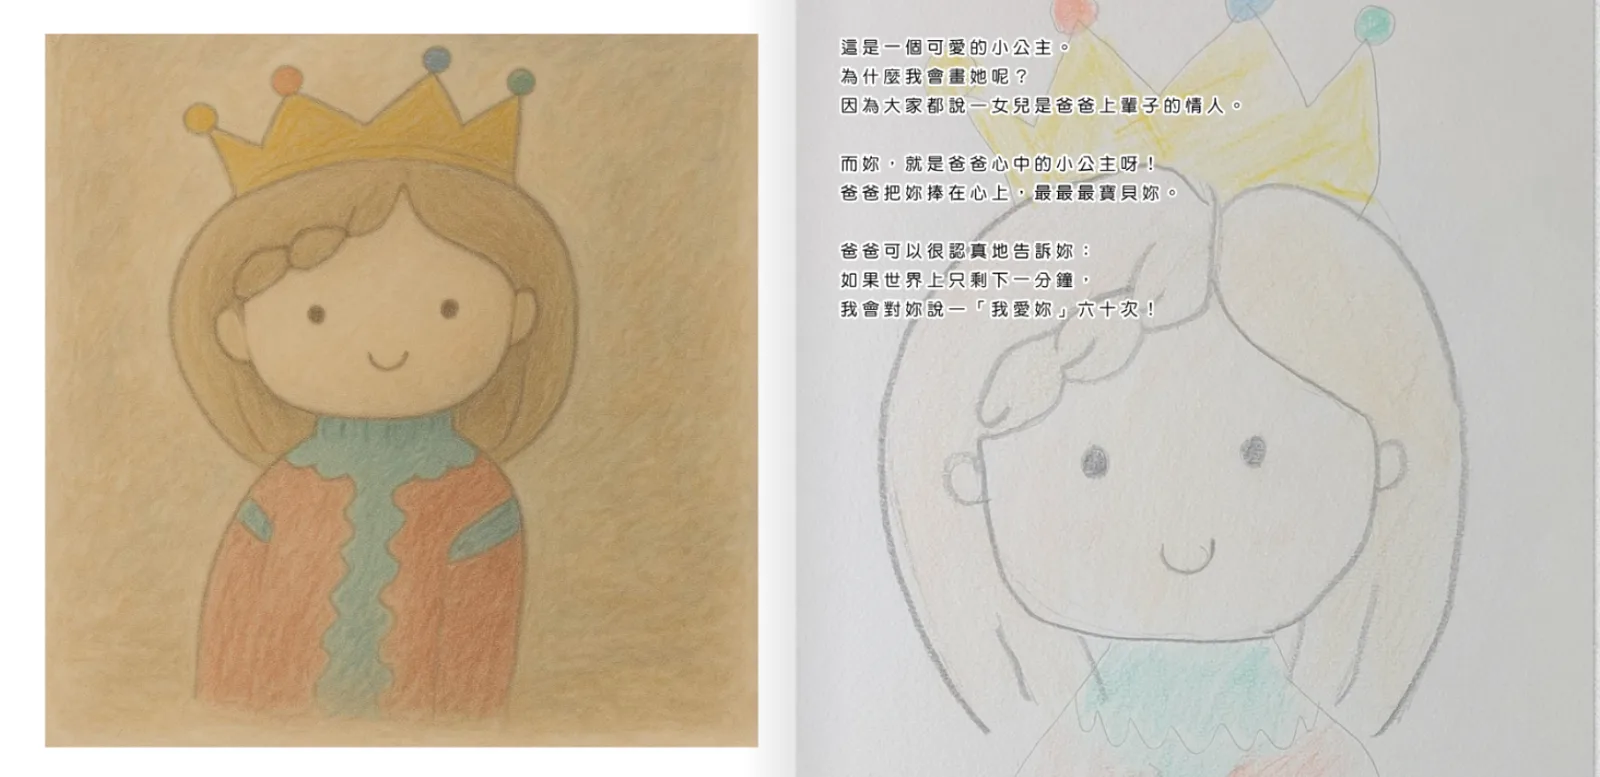 這是一個可愛的小公主。
為什麼我會畫她呢？
因為大家都說—女兒是爸爸上輩子的情人。
而妳，就是爸爸心中的小公主呀！
爸爸把妳捧在心上，最最最寶貝妳。
爸爸可以很認真地告訴妳：
如果世界上只剩下一分鐘，
我會對妳說—「我愛妳」六十次！